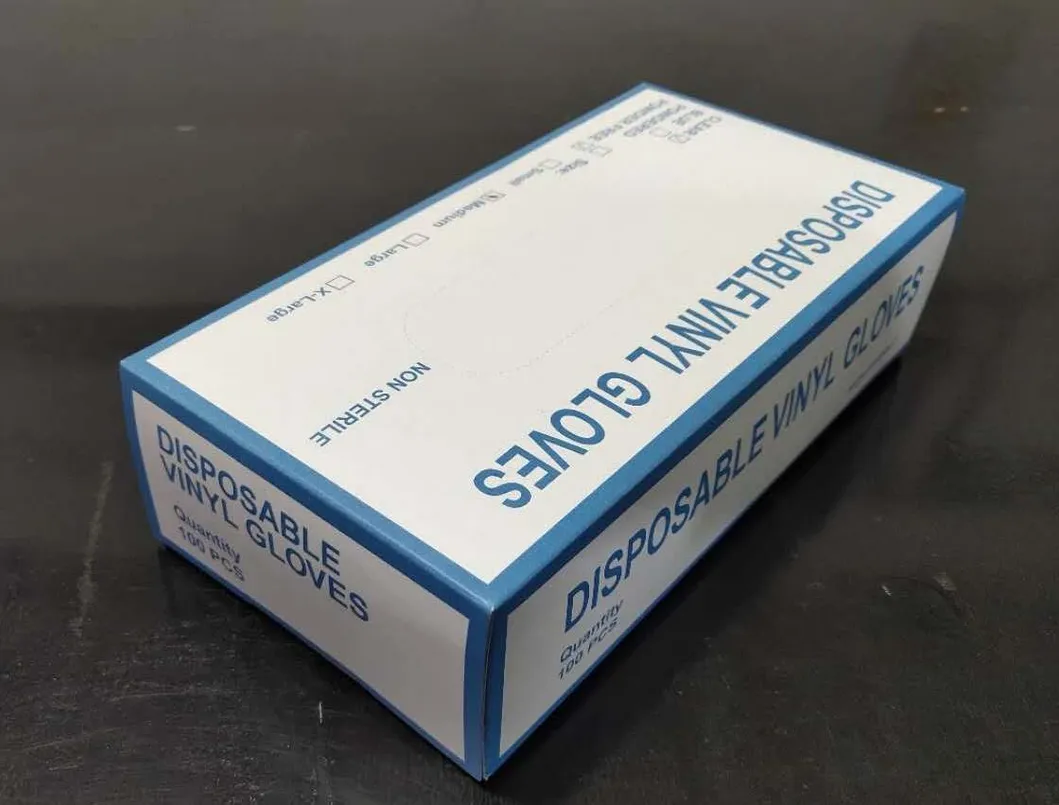 DISPOSABLE VINYL GLOVES
CLEAR
BLUE
POWDERED
POWDER FREE
Size:
Small
Medium
Large
X-Large
NON STERILE
DISPOSABLE
VINYL GLOVES
Quantity
100 PCS
DISPOSABLE VINYL GLOVES
Quantity
100 PCS